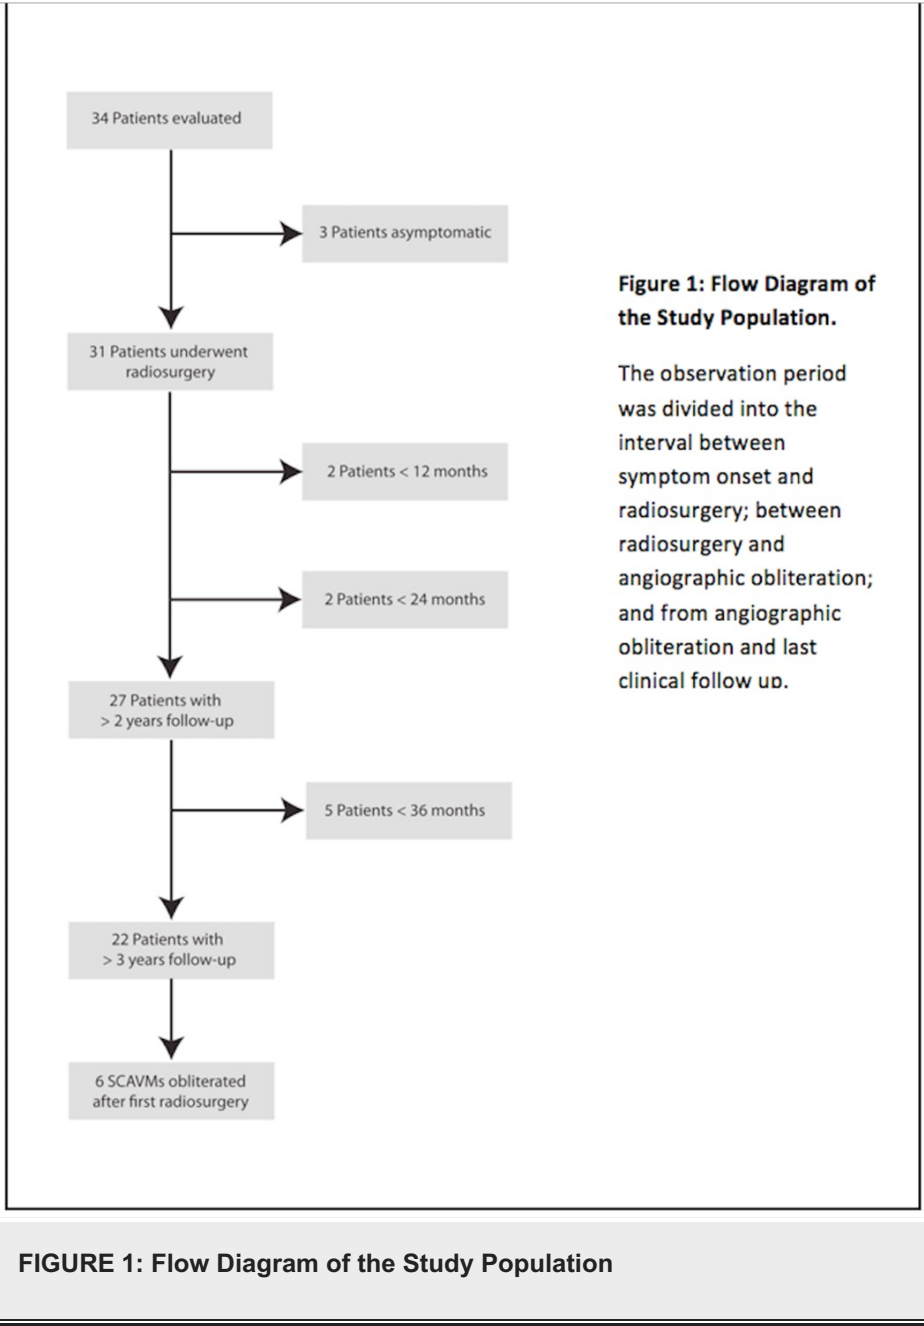 34 Patients evaluated
3 Patients asymptomatic
31 Patients underwent
radiosurgery
2 Patients < 12 months
2 Patients < 24 months
27 Patients with
> 2 years follow-up
5 Patients < 36 months
22 Patients with
> 3 years follow-up
6 SCAVMs obliterated
after first radiosurgery
Figure 1: Flow Diagram of
the Study Population.
The observation period
was divided into the
interval between
symptom onset and
radiosurgery; between
radiosurgery and
angiographic obliteration;
and from angiographic
obliteration and last
clinical follow up.
FIGURE 1: Flow Diagram of the Study Population